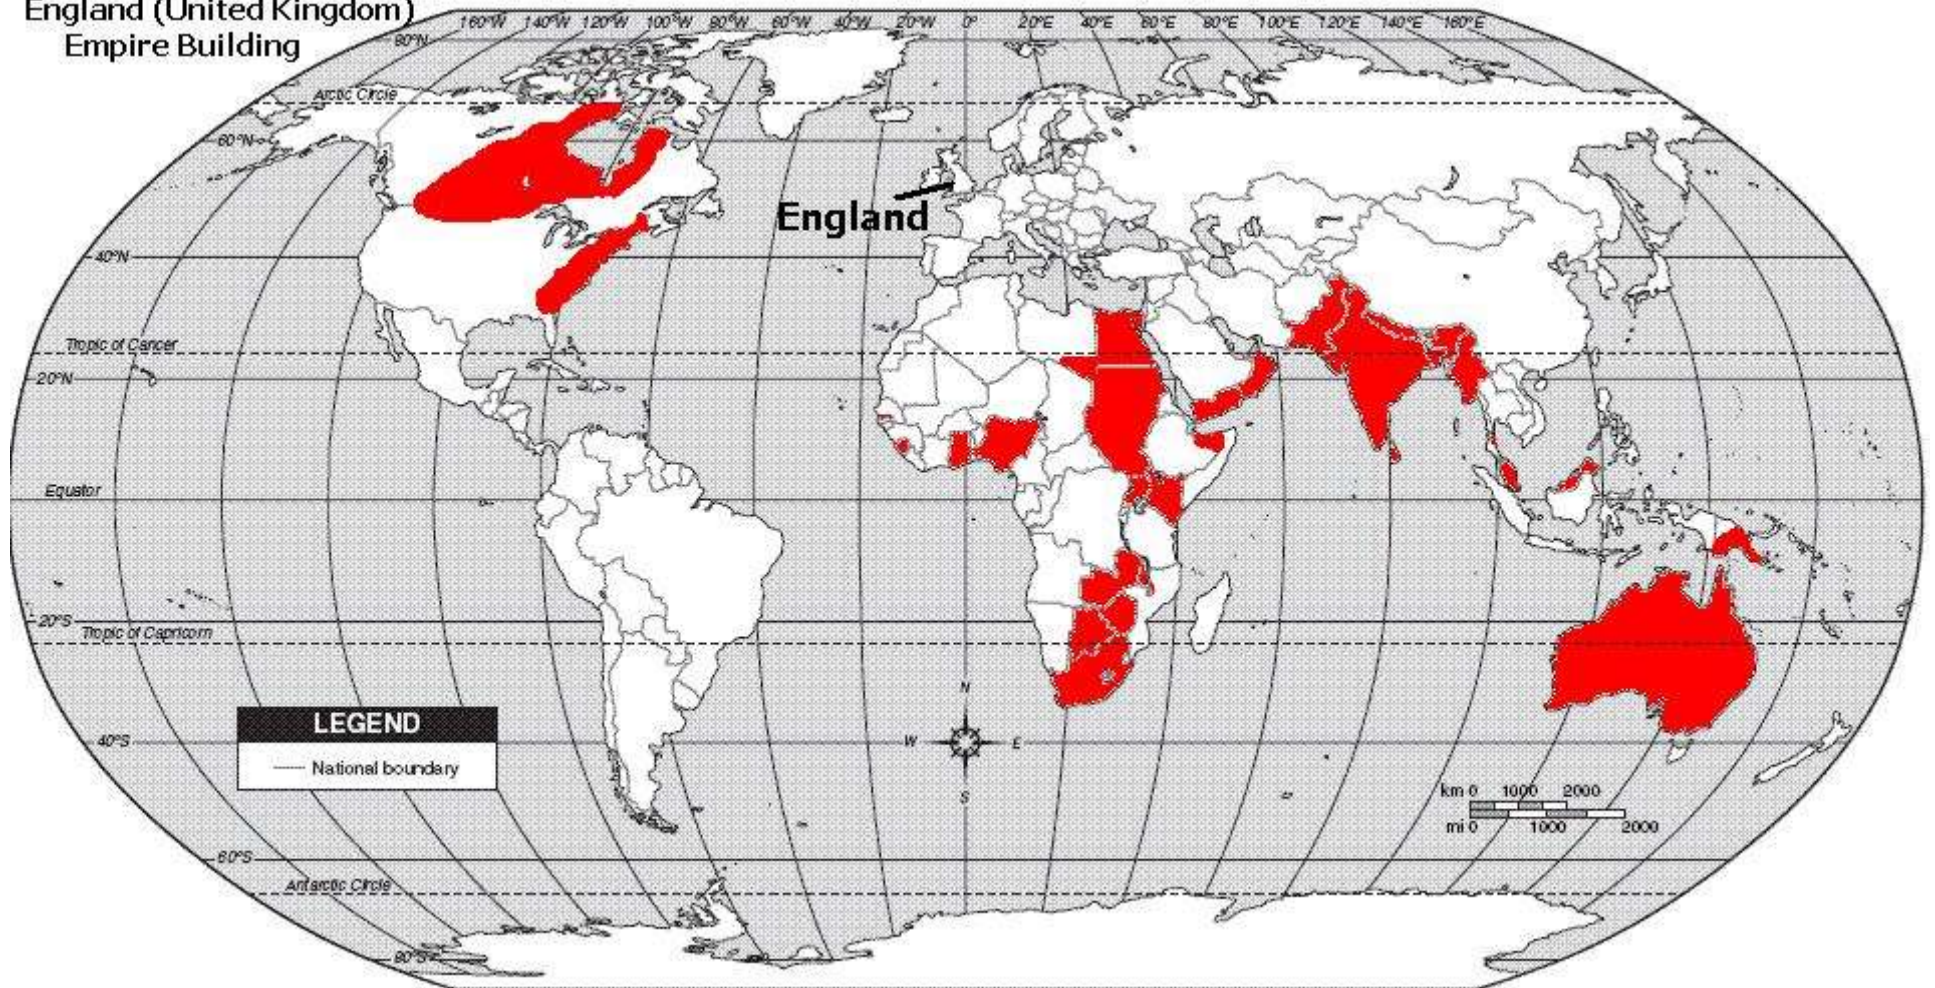 England (United Kingdom)
Empire Building
160°W 140°W 120°W 100°W 80°W 60°W 40°W 20°W 0° 20°E 40°E 60°E 80°E 100°E 120°E 140°E 160°E
80°N
Arctic Circle
60°N
England
40°N
Tropic of Cancer
20°N
Equator
20°S
Tropic of Capricorn
N
W E
S
LEGEND
National boundary
40°S
km 0 1000 2000
mi 0 1000 2000
60°S
Antarctic Circle
80°S